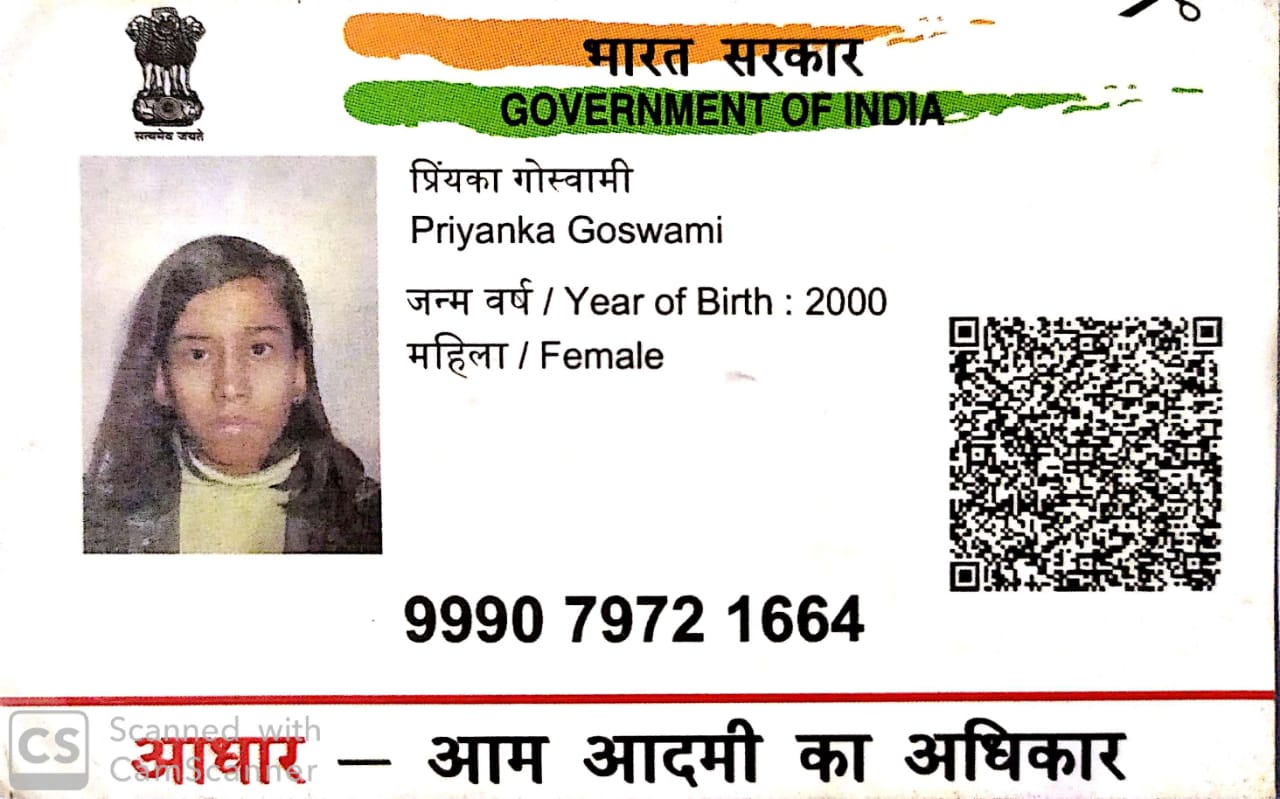 भारत सरकार
GOVERNMENT OF INDIA
सत्यमेव जयते
प्रिंयका गोस्वामी
Priyanka Goswami
जन्म वर्ष / Year of Birth : 2000
महिला / Female
9990 7972 1664
आधार – आम आदमी का अधिकार
CS Scanned with
CamScanner